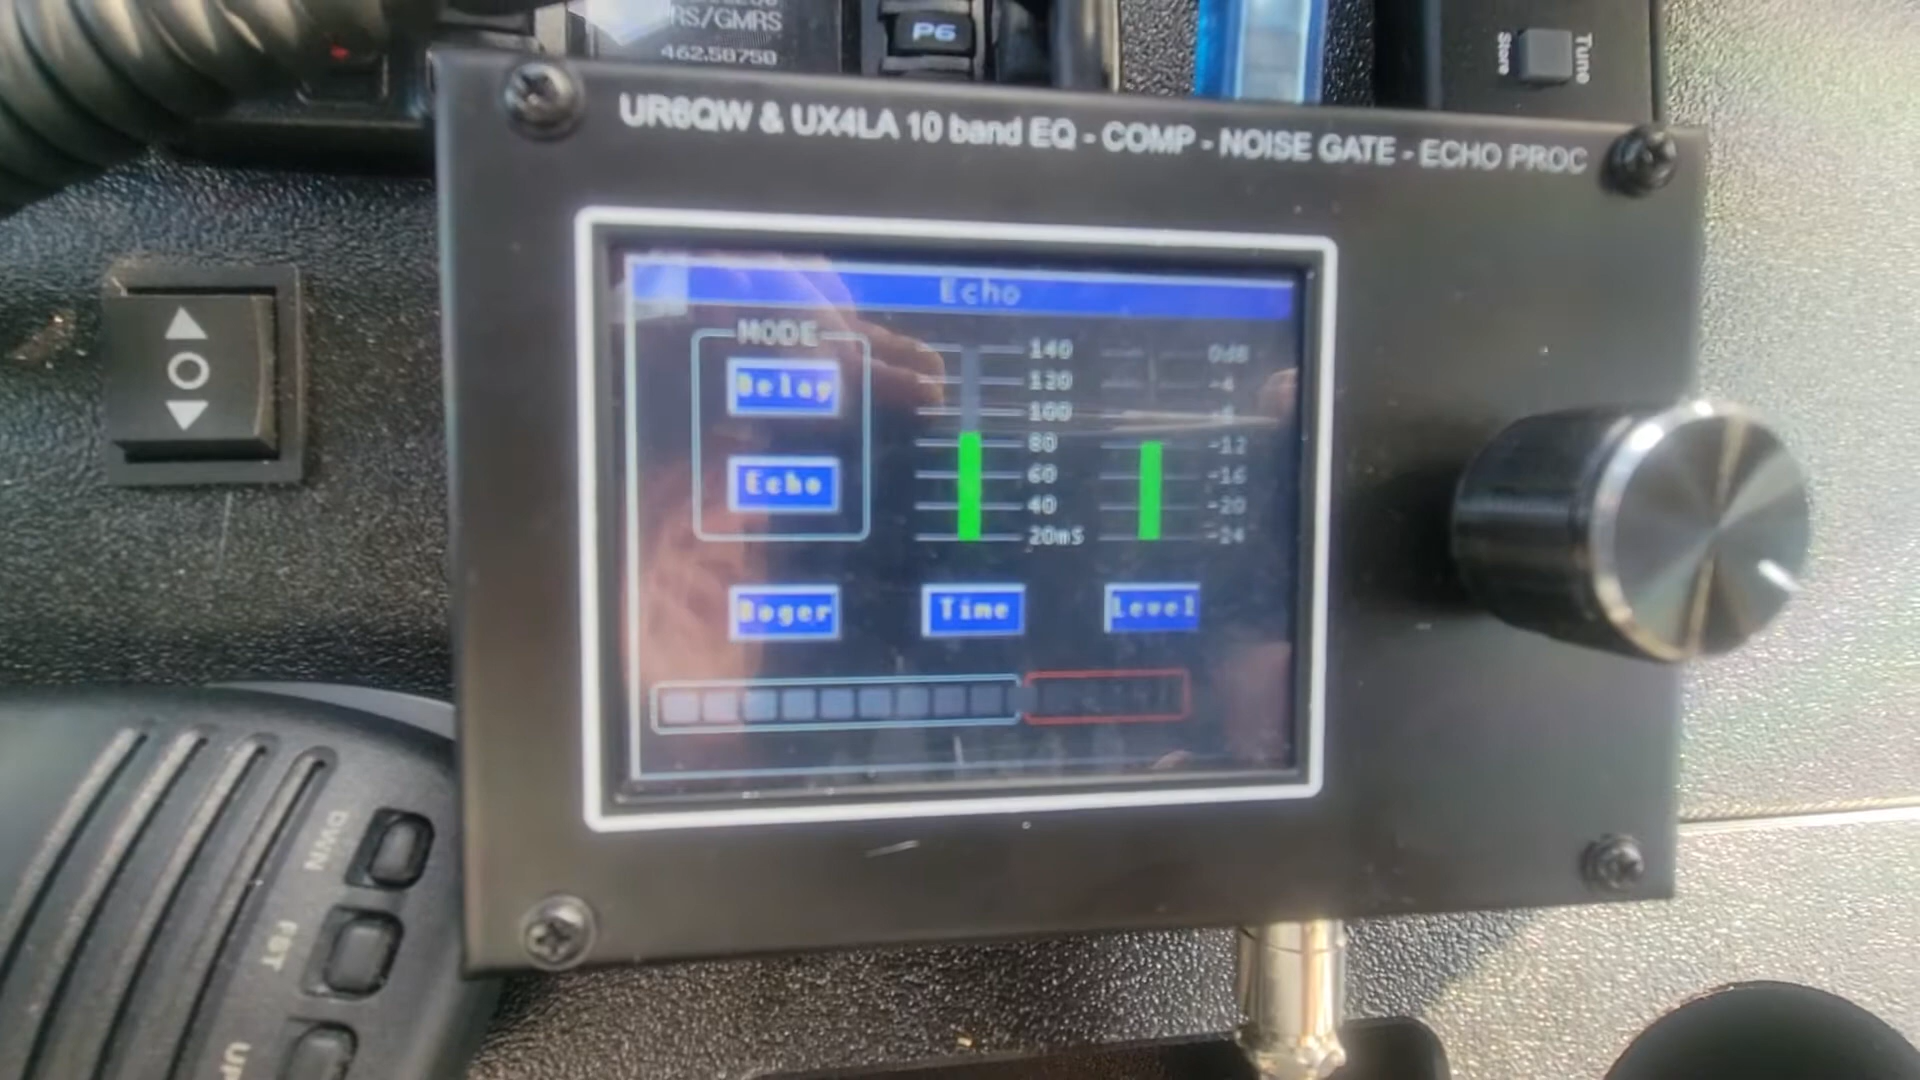 RS/GMRS
462.58750
P6
Store
Tune
UR6QW & UX4LA 10 band EQ - COMP - NOISE GATE - ECHO PROC
Echo
MODE
Delay
Echo
Roger
140
120
100
80
60
40
20mS
Time
0dB
-4
-12
-16
-20
-24
Level
DWN
FST
UP